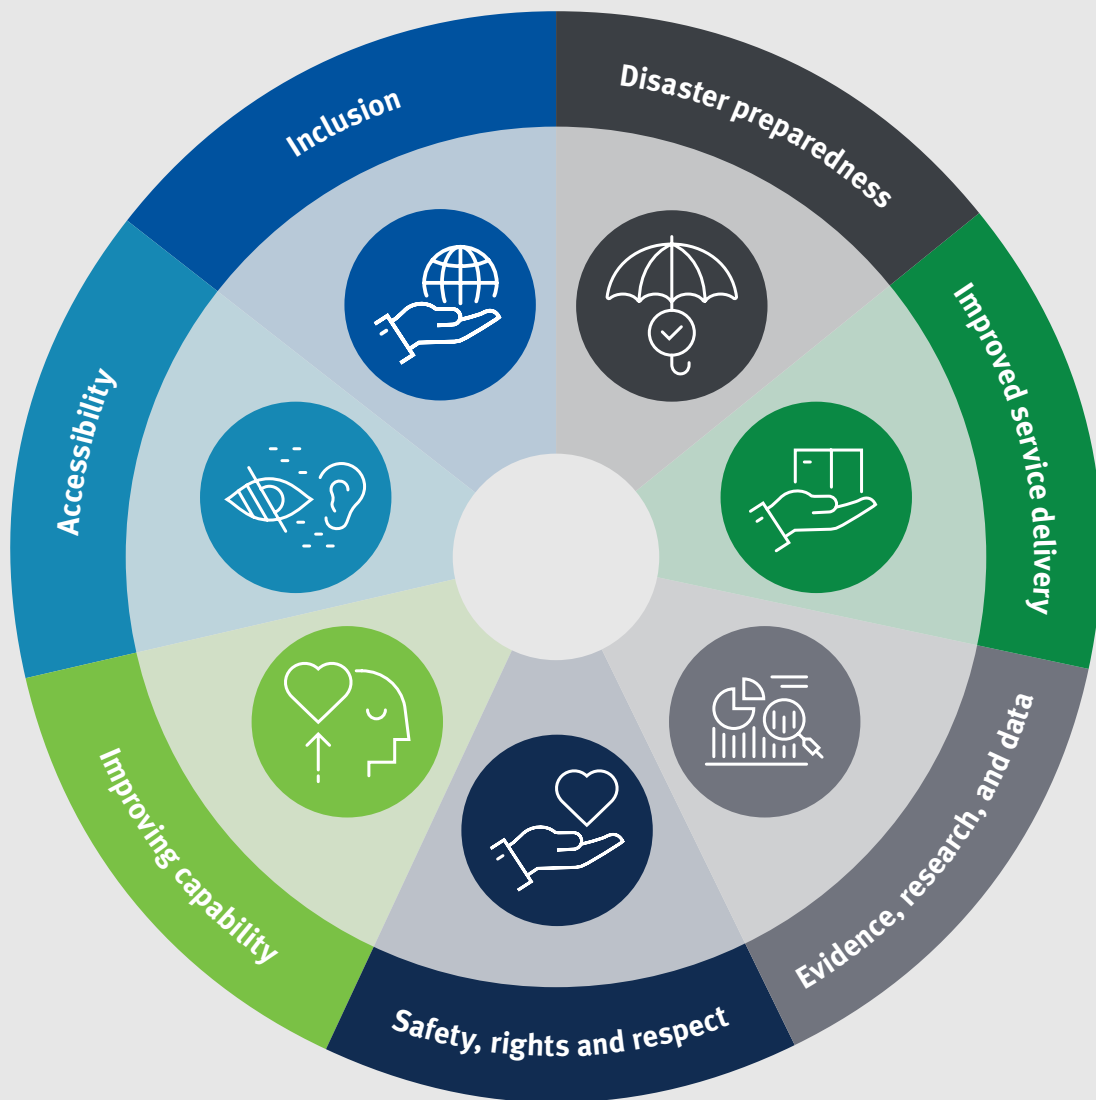 Inclusion
Disaster preparedness
Improved service delivery
Evidence, research, and data
Safety, rights and respect
Improving capability
Accessibility